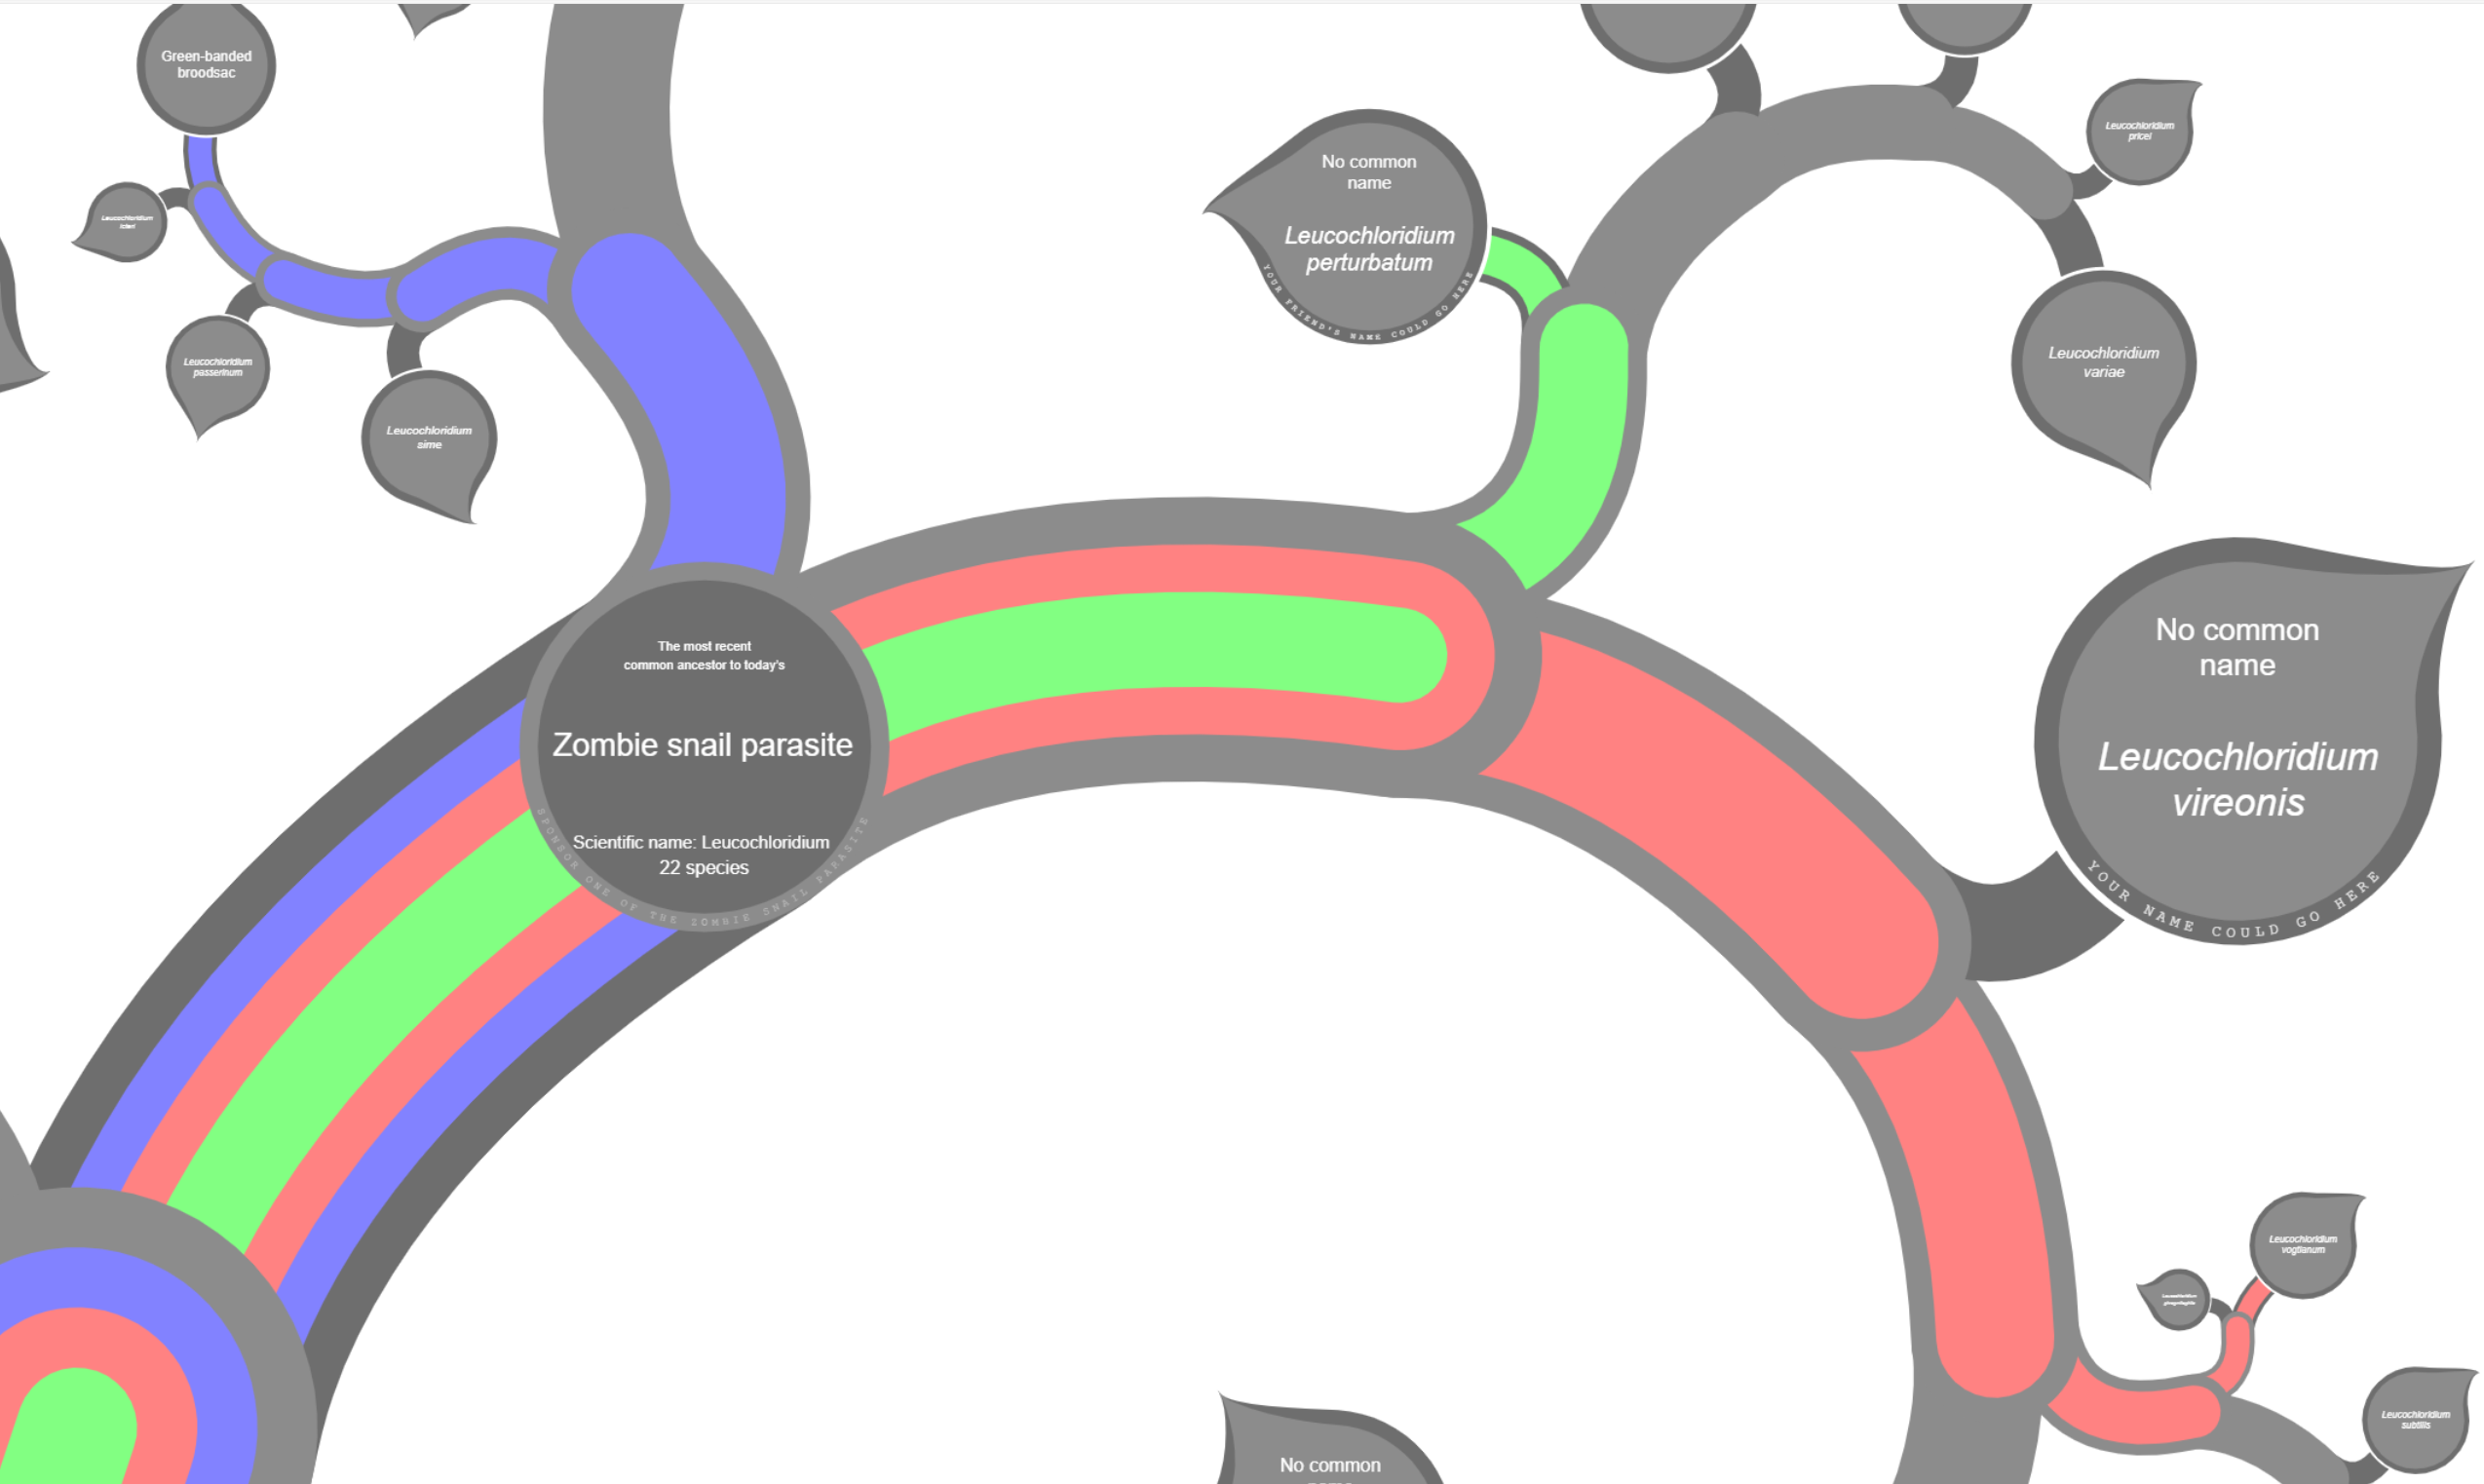 Green-banded
broodsac
Leucochloridium
pricei
No common
name
Leucochloridium
perturbatum
YOUR FRIEND'S NAME COULD GO HERE
Leucochloridium
Leucochloridium
variae
Leucochloridium
passerinum
Leucochloridium
sime
The most recent
common ancestor to today's
Zombie snail parasite
Scientific name: Leucochloridium
22 species
SPONSOR ONE OF THE ZOMBIE SNAIL PARASITE
No common
name
Leucochloridium
vireonis
YOUR NAME COULD GO HERE
Leucochloridium
vogtianum
Leucochloridium
Leucochloridium
subtilis
No common